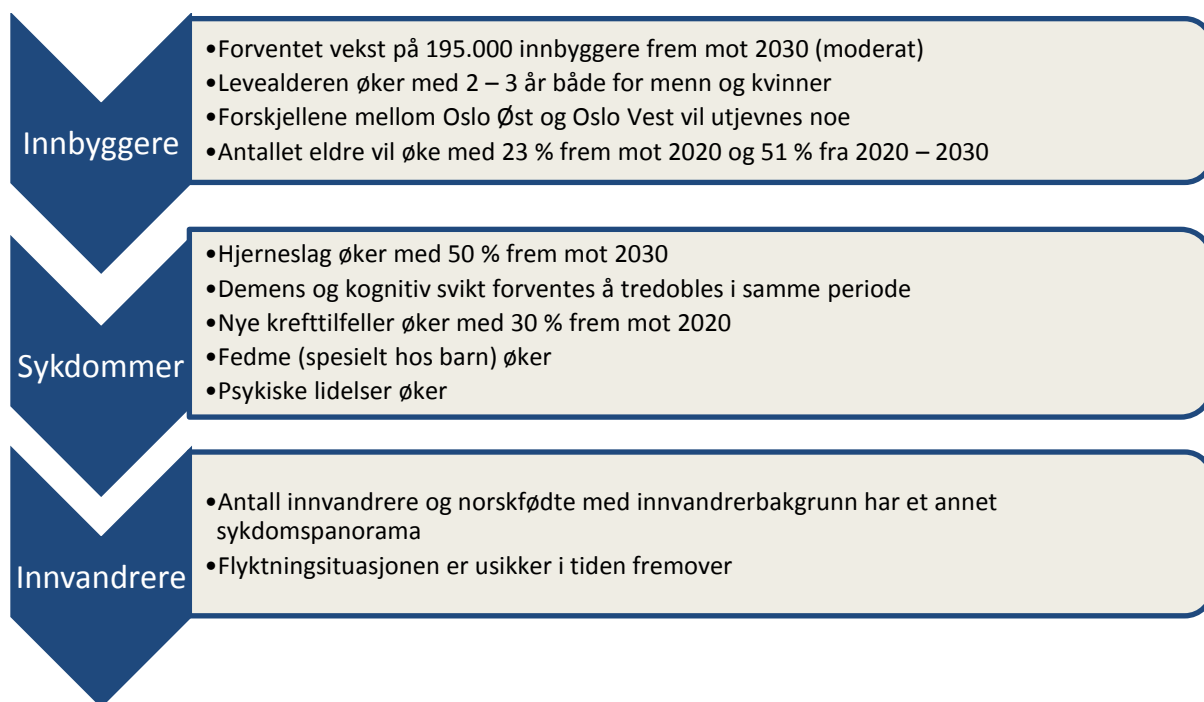 Innbyggere
•Forventet vekst på 195.000 innbyggere frem mot 2030 (moderat)
•Levealderen øker med 2 – 3 år både for menn og kvinner
•Forskjellene mellom Oslo Øst og Oslo Vest vil utjevnes noe
•Antallet eldre vil øke med 23 % frem mot 2020 og 51 % fra 2020 – 2030
Sykdommer
•Hjerneslag øker med 50 % frem mot 2030
•Demens og kognitiv svikt forventes å tredobles i samme periode
•Nye krefttilfeller øker med 30 % frem mot 2020
•Fedme (spesielt hos barn) øker
•Psykiske lidelser øker
Innvandrere
•Antall innvandrere og norskfødte med innvandrerbakgrunn har et annet
sykdomspanorama
•Flyktningsituasjonen er usikker i tiden fremover